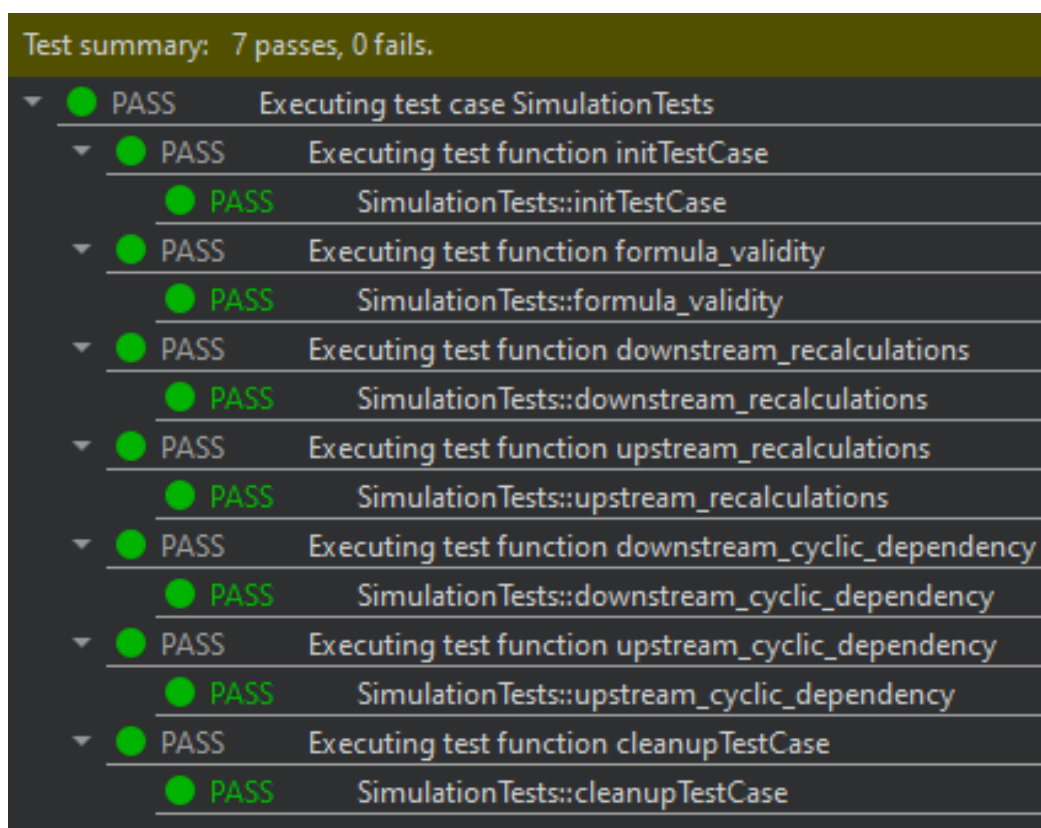 Test summary: 7 passes, 0 fails.
PASS Executing test case SimulationTests
PASS Executing test function initTestCase
PASS SimulationTests::initTestCase
PASS Executing test function formula_validity
PASS SimulationTests::formula_validity
PASS Executing test function downstream_recalculations
PASS SimulationTests::downstream_recalculations
PASS Executing test function upstream_recalculations
PASS SimulationTests::upstream_recalculations
PASS Executing test function downstream_cyclic_dependency
PASS SimulationTests::downstream_cyclic_dependency
PASS Executing test function upstream_cyclic_dependency
PASS SimulationTests::upstream_cyclic_dependency
PASS Executing test function cleanupTestCase
PASS SimulationTests::cleanupTestCase